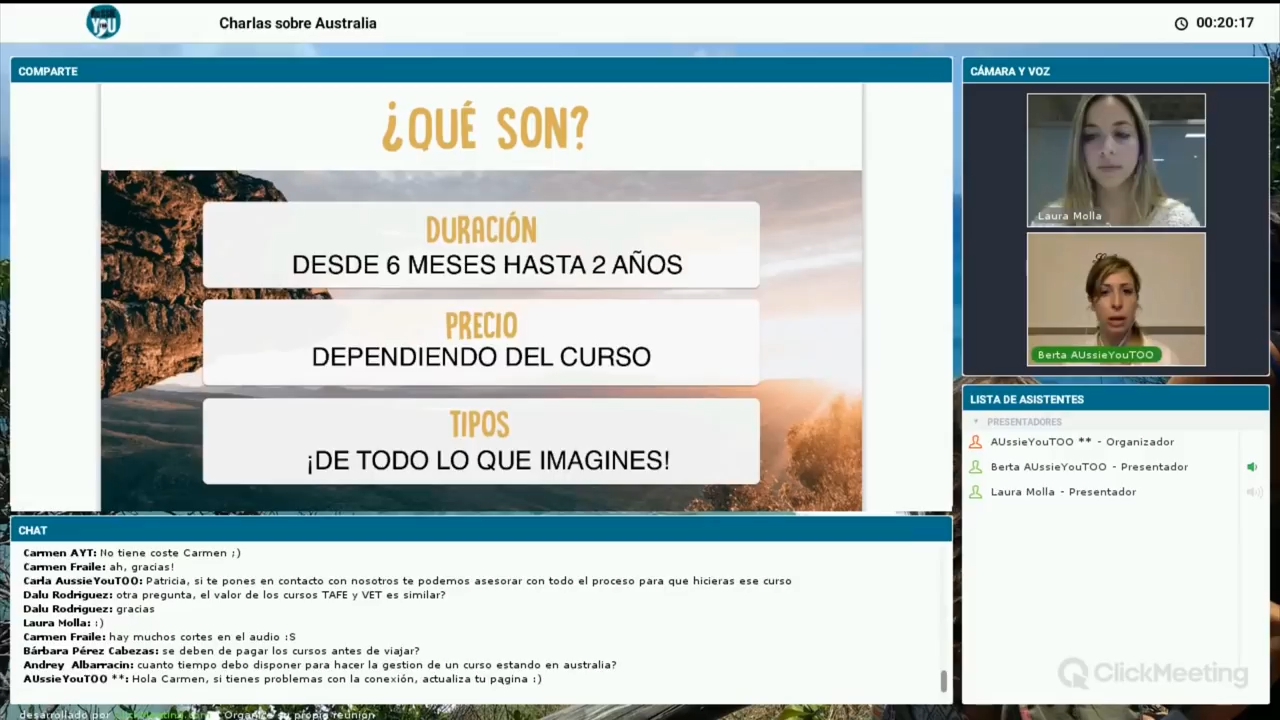 YOU
Charlas sobre Australia
00:20:17
COMPARTE
¿QUÉ SON?
DURACIÓN
DESDE 6 MESES HASTA 2 AÑOS
PRECIO
DEPENDIENDO DEL CURSO
TIPOS
¡DE TODO LO QUE IMAGINES!
CÁMARA Y VOZ
Laura Molla
Berta AUssieYouTOO
LISTA DE ASISTENTES
PRESENTADORES
AUssieYouTOO ** - Organizador
Berta AUssieYouTOO - Presentador
Laura Molla - Presentador
CHAT
Carmen AYT: No tiene coste Carmen ;)
Carmen Fraile: ah, gracias!
Carla AussieYouTOO: Patricia, si te pones en contacto con nosotros te podemos asesorar con todo el proceso para que hicieras ese curso
Dalu Rodriguez: otra pregunta, el valor de los cursos TAFE y VET es similar?
Dalu Rodriguez: gracias
Laura Molla: :)
Carmen Fraile: hay muchos cortes en el audio :S
Bárbara Pérez Cabezas: se deben de pagar los cursos antes de viajar?
Andrey Albarracin: cuanto tiempo debo disponer para hacer la gestion de un curso estando en australia?
AUssieYouTOO **: Hola Carmen, si tienes problemas con la conexión, actualiza tu pagina :)
ClickMeeting
desarrollado por Organice su propia reunión